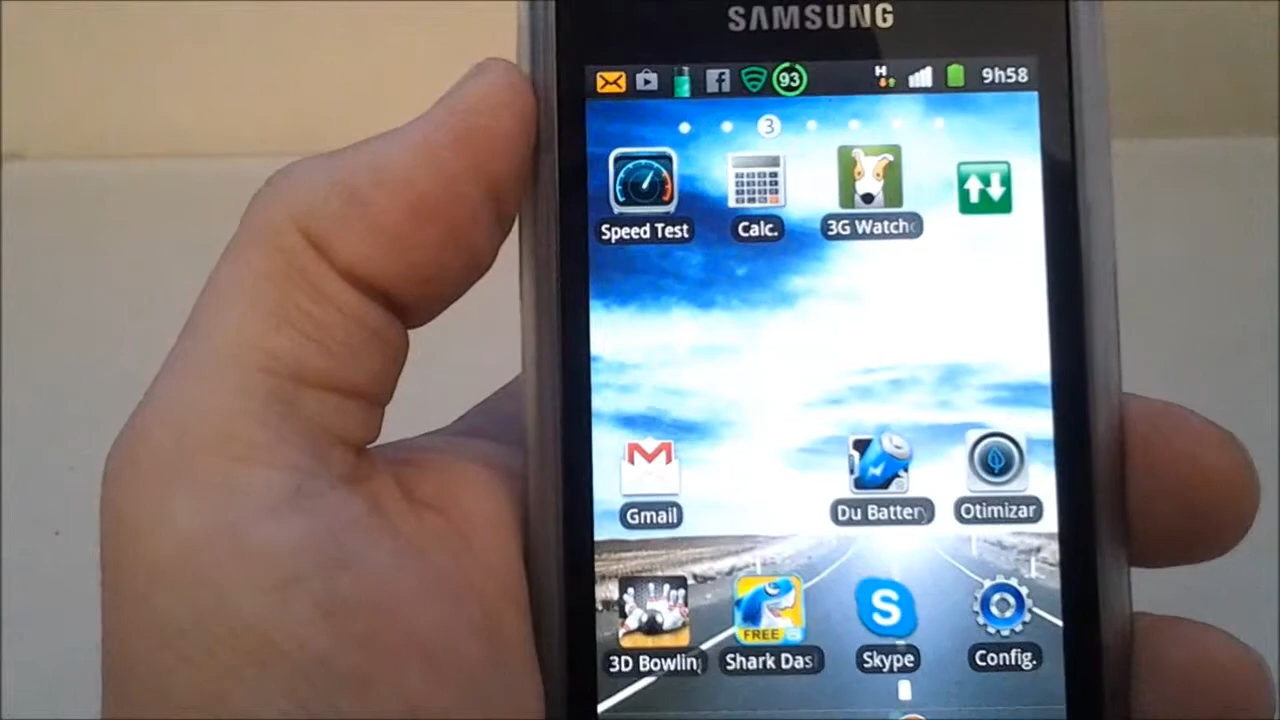 SAMSUNG
93
H
9h58
3
Speed Test
Calc.
3G Watch
Gmail
Du Battery
Otimizar
FREE
S
3D Bowlin
Shark Das
Skype
Config.